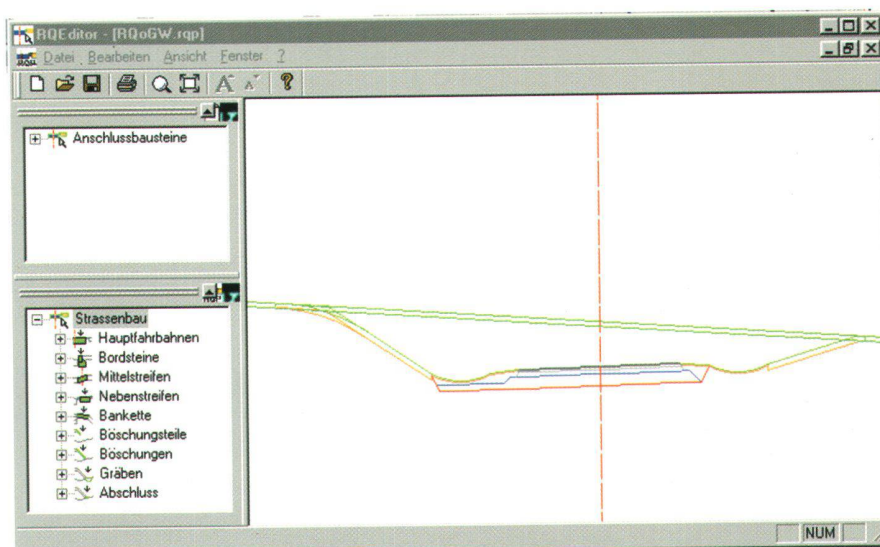 RQEditor - [RQoGW.rqp]
Datei Bearbeiten Ansicht Fenster ?
Anschlussbausteine
Strassenbau
Hauptfahrbahnen
Bordsteine
Mittelstreifen
Nebenstreifen
Bankette
Böschungsteile
Böschungen
Gräben
Abschluss
NUM